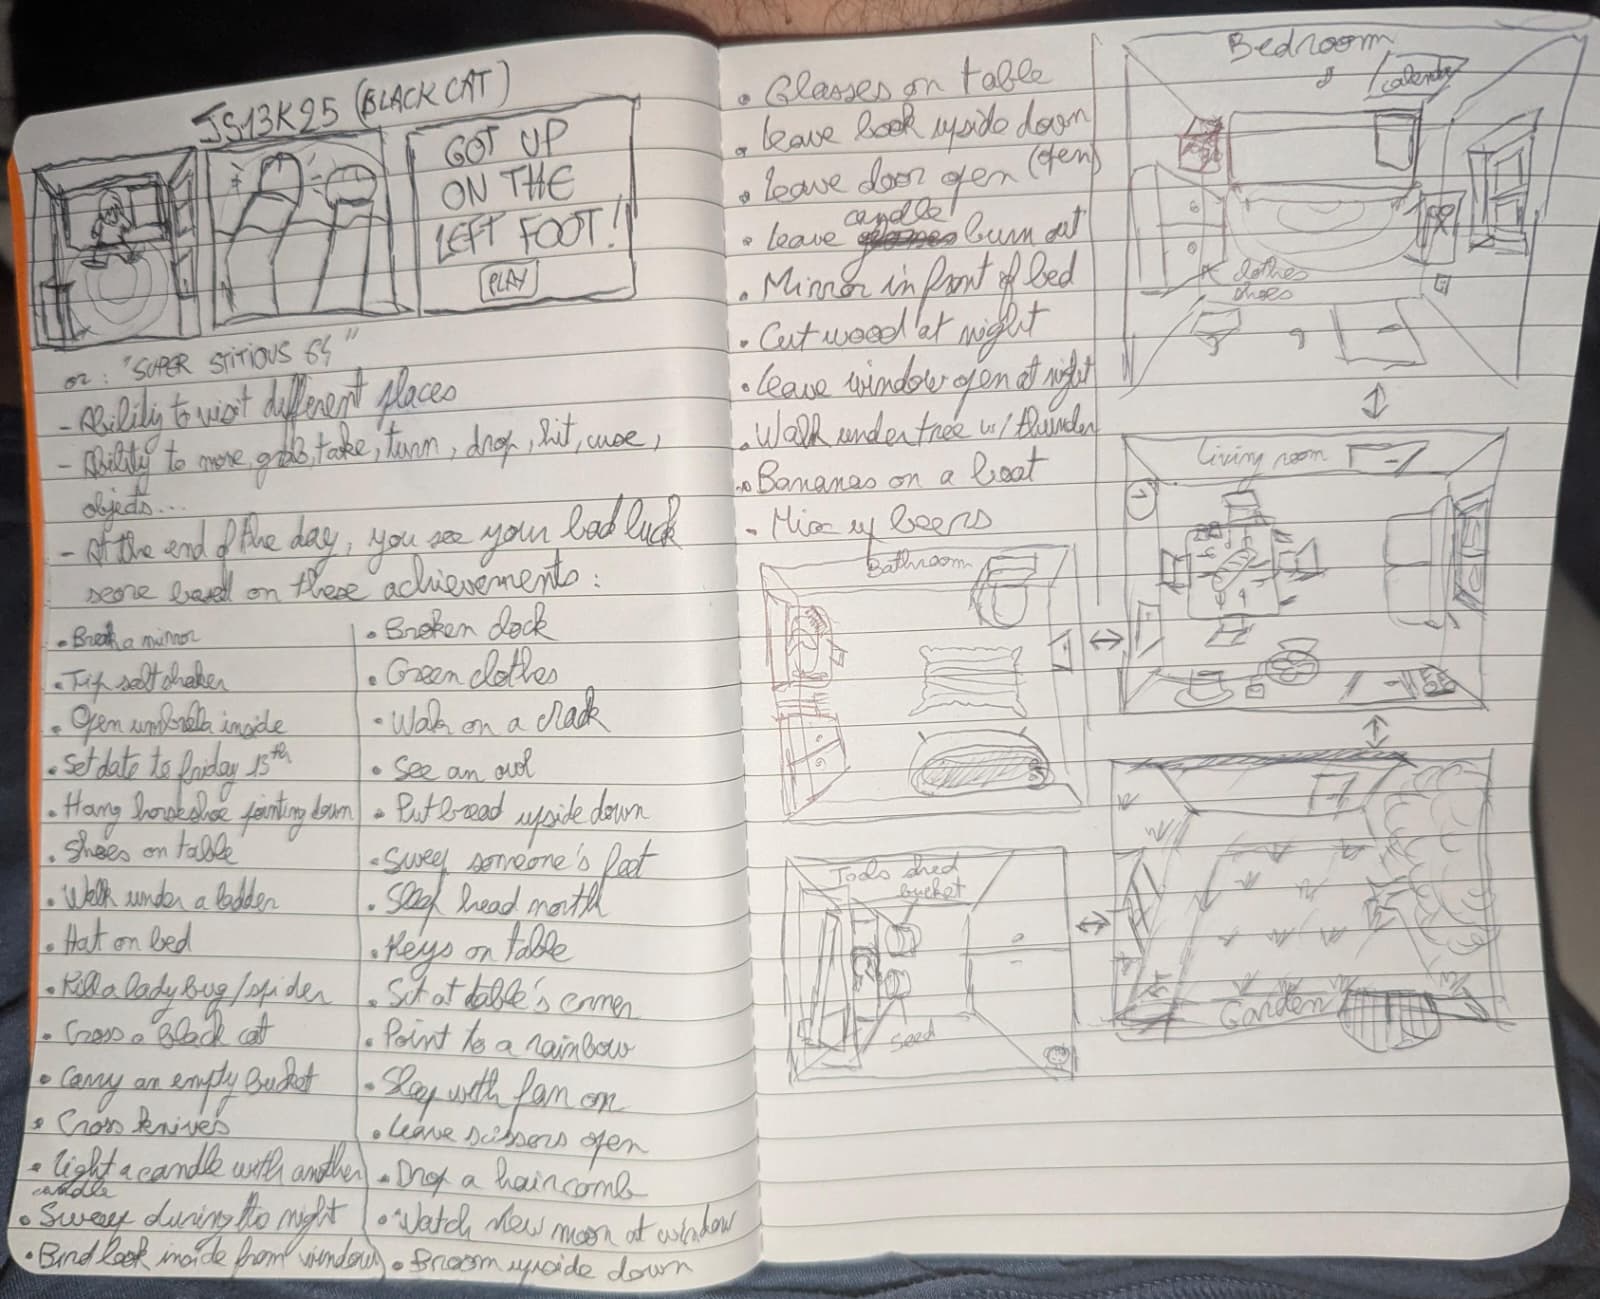 JS13K25 (BLACK CAT)
GOT UP
ON THE
LEFT FOOT!
PLAY
or: "SUPER STITIOUS 64"
- Ability to visit different places
- Ability to move, grab, take, turn, drop, hit, use,
objects...
- At the end of the day, you see your bad luck
score based on these achievements:
• Break a mirror
• Tip salt shaker
• Open umbrella inside
• Set date to friday 13th
• Hang horseshoe pointing down
• Shoes on table
• Walk under a ladder
• Hat on bed
• Kill a ladybug/spider
• Cross a black cat
• Carry an empty bucket
• Cross knives
• Light a candle with another
candle
• Sweep during the night
• Bird look inside from window
• Broken clock
• Green clothes
• Walk on a crack
• See an owl
• Put bread upside down
• Sweep someone's feet
• Sleep head north
• Keys on table
• Sit at table's corner
• Point to a rainbow
• Sleep with fan on
• Leave scissors open
• Drop a hair comb
• Watch new moon at window
• Broom upside down
• Glasses on table
• Leave book upside down
• Leave door open (open)
• Leave candle burn out
• Mirror in front of bed
• Cut wood at night
• Leave window open at night
• Walk under tree w/ thunder
• Bananas on a boat
- Mix up beers
Bedroom
calendar
clothes
shoes
Living room
Bathroom
Tools shed
bucket
Seed
Garden